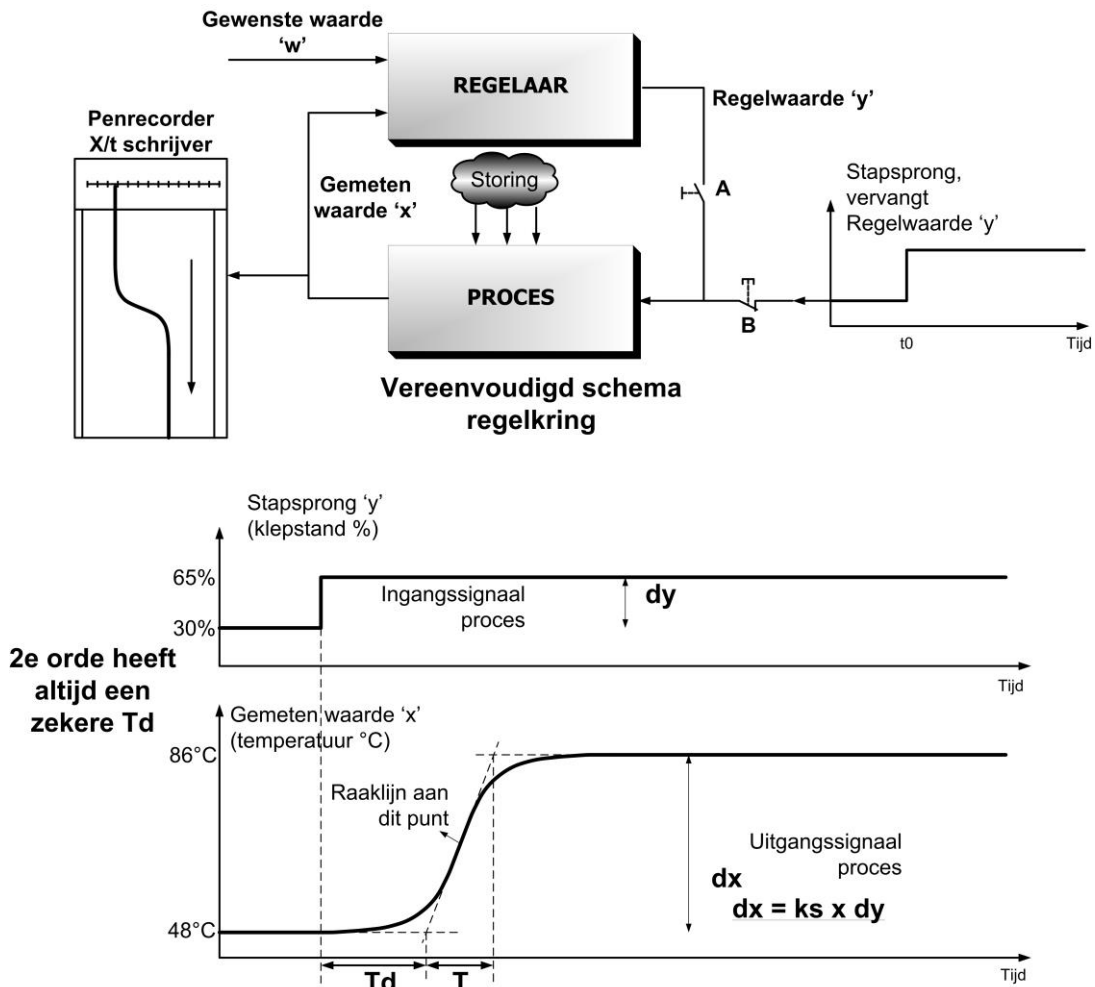 Gewenste waarde
‘w’
REGELAAR
Regelwaarde ‘y’
Penrecorder
X/t schrijver
Gemeten
waarde ‘x’
Storing
A
Stapsprong,
vervangt
Regelwaarde ‘y’
PROCES
B
t0
Tijd
Vereenvoudigd schema
regelkring
Stapsprong ‘y’
(klepstand %)
65%
Ingangssignaal
proces
dy
30%
Tijd
2e orde heeft
altijd een
zekere Td
Gemeten waarde ‘x’
(temperatuur °C)
86°C
Raaklijn aan
dit punt
Uitgangssignaal
proces
dx
dx = ks x dy
48°C
Td
T
Tijd